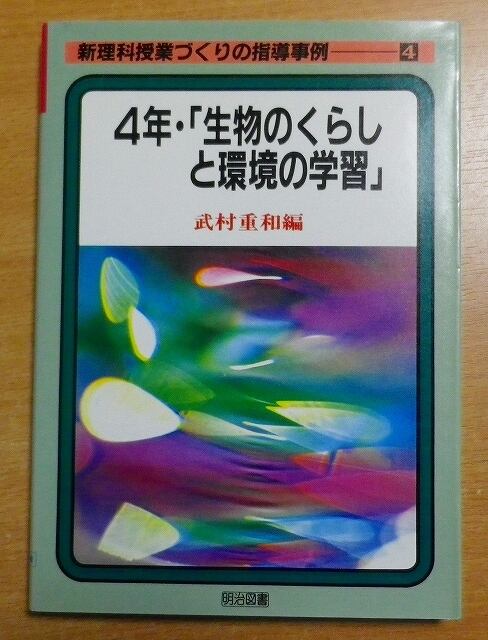 新理科授業づくりの指導事例——4
4年・「生物のくらし
と環境の学習」
武村重和編
明治図書